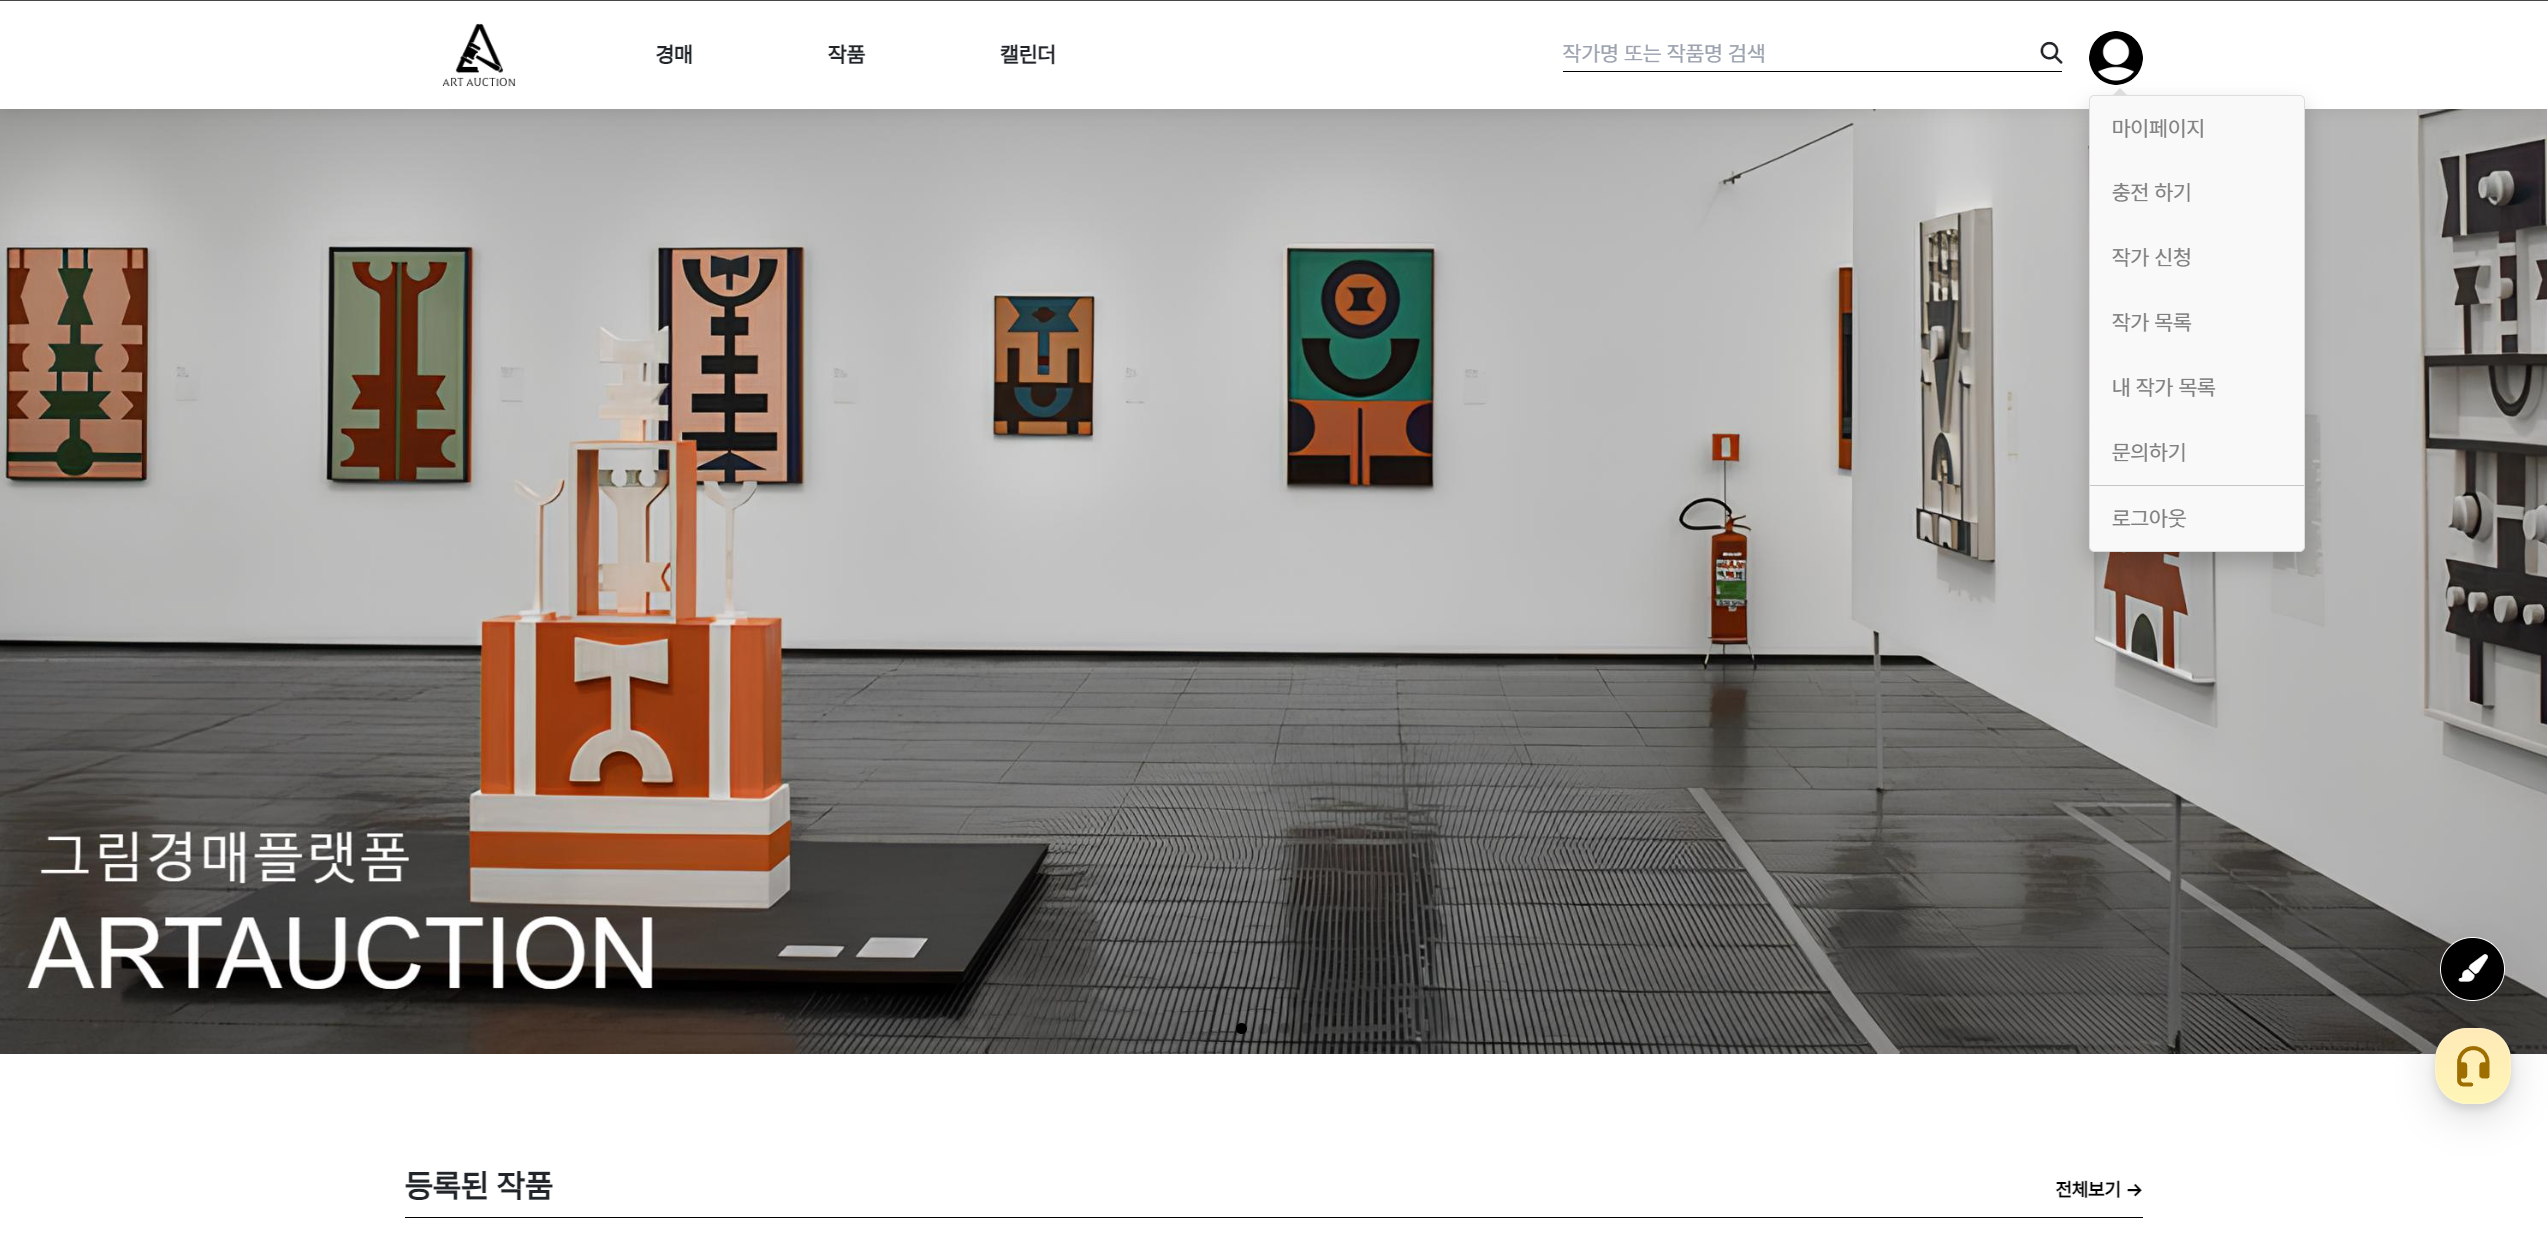 ART AUCTION
경매
작품
캘린더
작가명 또는 작품명 검색
마이페이지
충전 하기
작가 신청
작가 목록
내 작가 목록
문의하기
로그아웃
그림경매플랫폼
ARTAUCTION
등록된 작품
전체보기 →